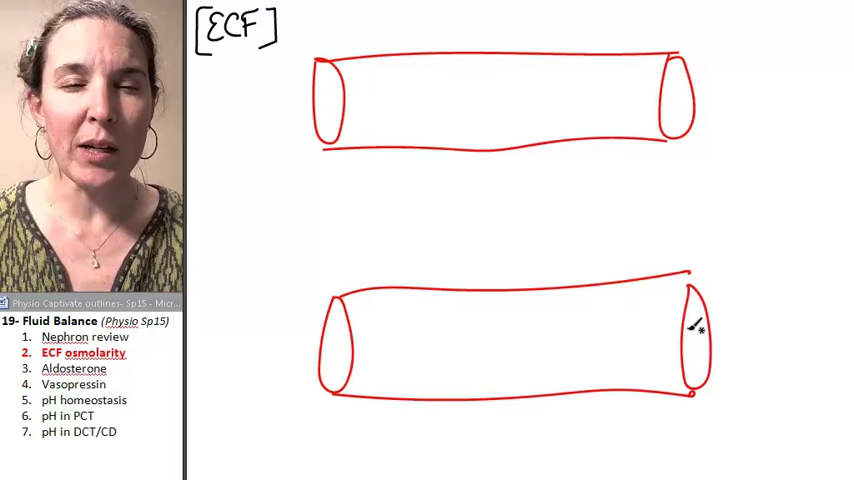 [ECF]
Physio Captivate outlines- Sp15 - Micr...
19- Fluid Balance (Physio Sp15)
1. Nephron review
2. ECF osmolarity
3. Aldosterone
4. Vasopressin
5. pH homeostasis
6. pH in PCT
7. pH in DCT/CD